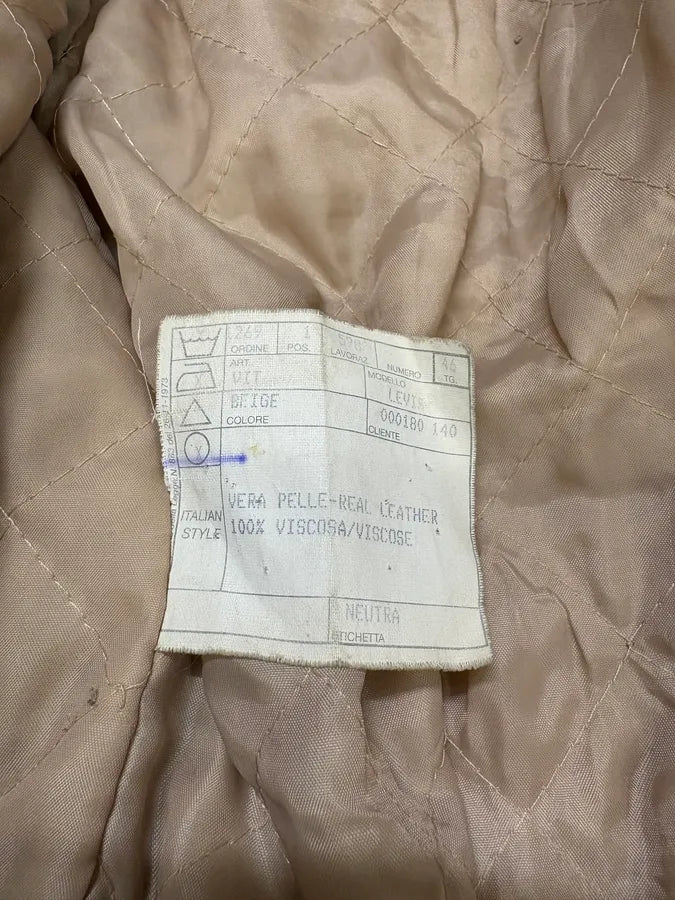 1
46
ORDINE
POS.
LAVORAZ.
NUMERO
TG.
ART
VIT
MODELLO
BEIGE
COLORE
000180 140
CLIENTE
ITALIAN
STYLE
VERA PELLE-REAL LEATHER
100% VISCOSA/VISCOSE
NEUTRA
ETICHETTA